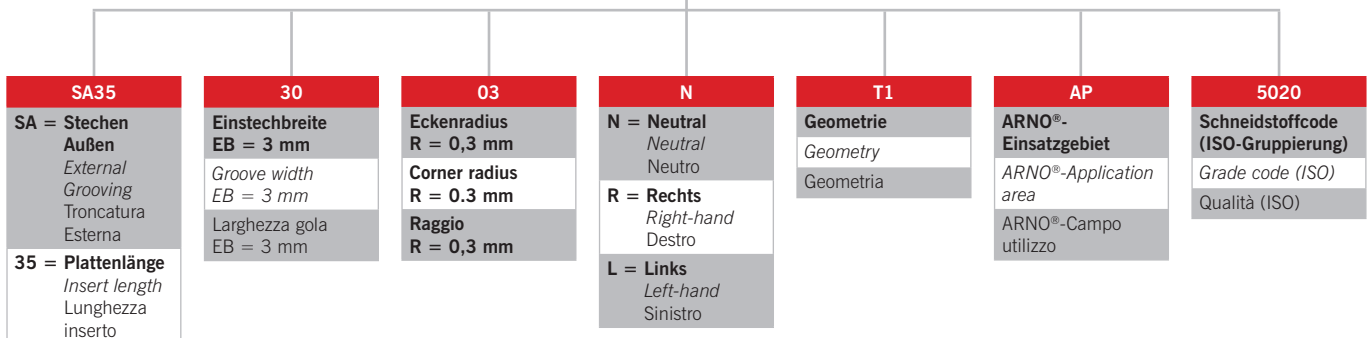 SA35
SA = Stechen
Außen
External
Grooving
Troncatura
Esterna
35 = Plattenlänge
Insert length
Lunghezza
inserto
30
Einstechbreite
EB = 3 mm
Groove width
EB = 3 mm
Larghezza gola
EB = 3 mm
03
Eckenradius
R = 0,3 mm
Corner radius
R = 0.3 mm
Raggio
R = 0,3 mm
N
N = Neutral
Neutral
Neutro
R = Rechts
Right-hand
Destro
L = Links
Left-hand
Sinistro
T1
Geometrie
Geometry
Geometria
AP
ARNO®-
Einsatzgebiet
ARNO®-Application
area
ARNO®-Campo
utilizzo
5020
Schneidstoffcode
(ISO-Gruppierung)
Grade code (ISO)
Qualità (ISO)